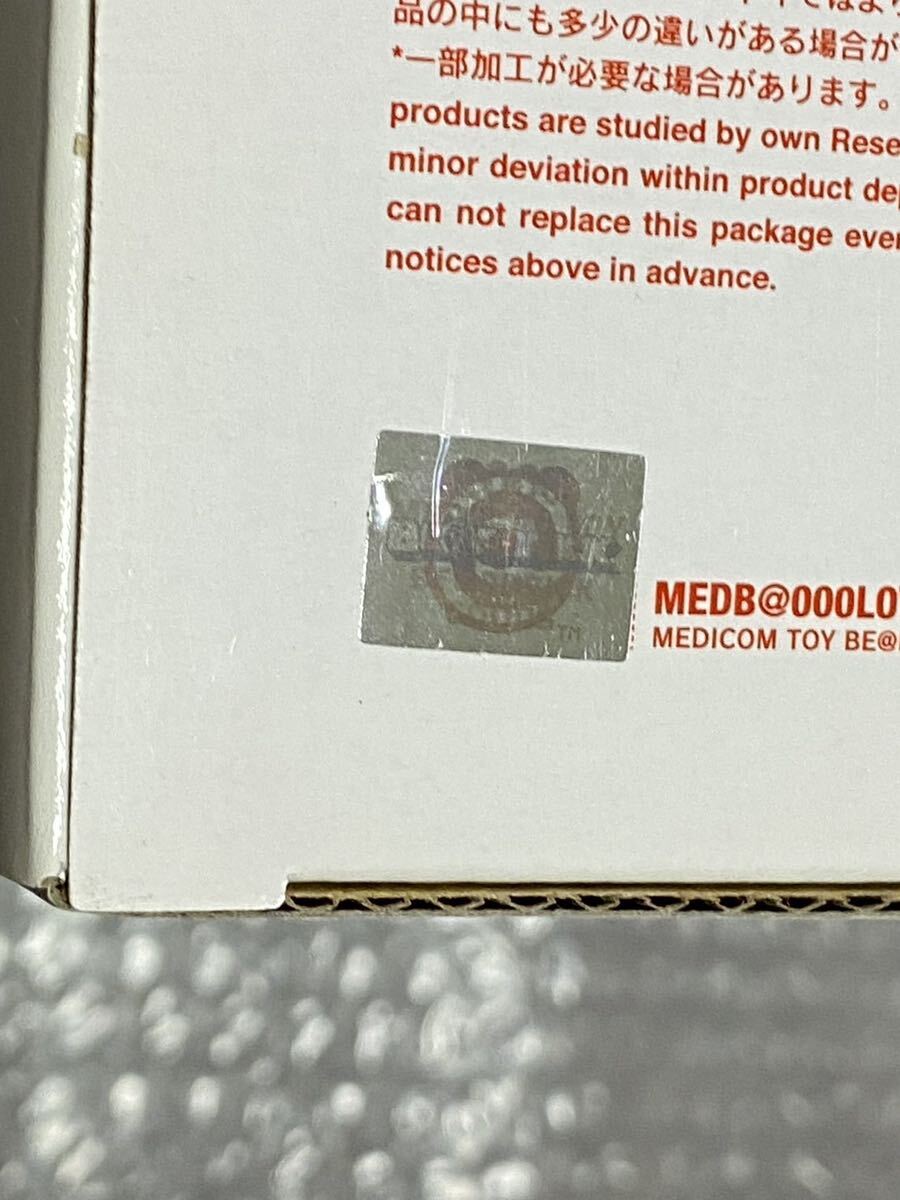 品の中にも多少の違いがある場合が
*一部加工が必要な場合があります。
products are studied by own Rese
minor deviation within product de
can not replace this package ever
notices above in advance.
TM
MEDB@000LO
MEDICOM TOY BE@